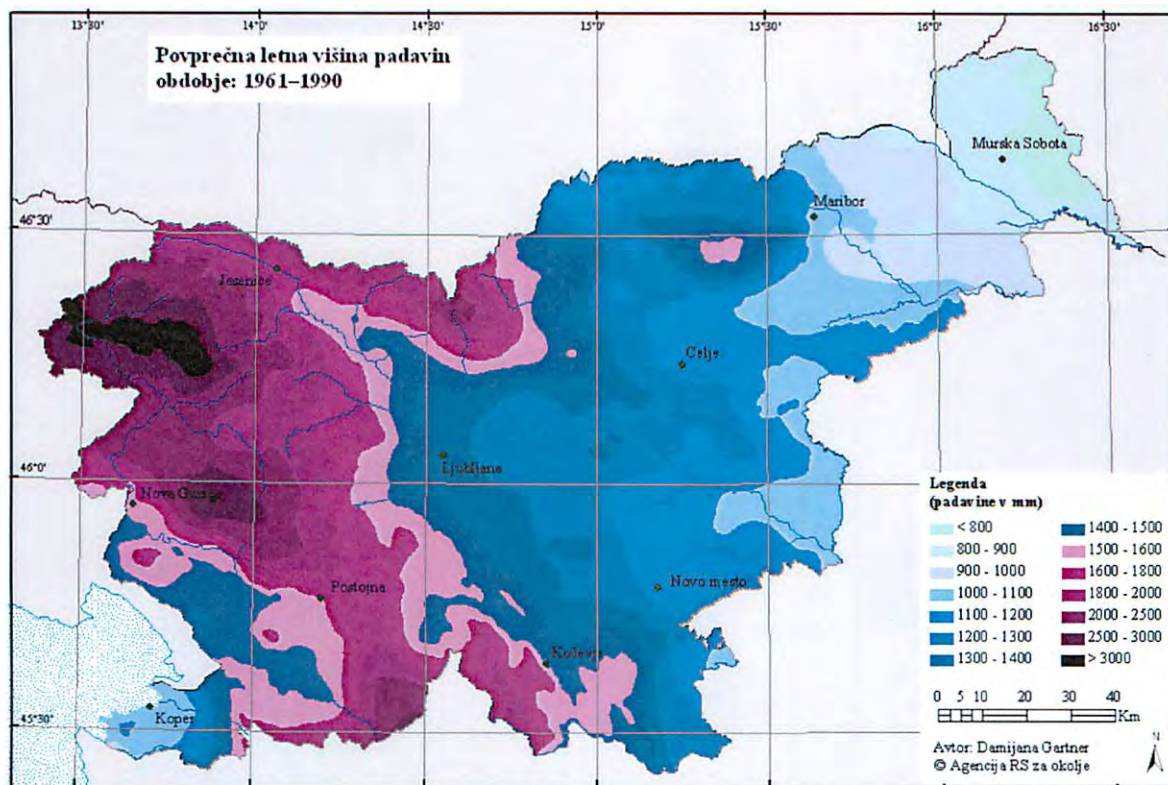 13°30'
14°0'
14°30'
15°0'
15°30'
16°0'
16°30'
Povprečna letna višina padavin
obdobje: 1961–1990
Murska Sobota
Maribor
46°30'
46°30'
Jesenice
Celje
Ljubljana
46°0'
Nova Gorica
Postojna
Novo mesto
Kočevje
45°30'
Koper
Legenda
(padavine v mm)
< 800
800 - 900
900 - 1000
1000 - 1100
1100 - 1200
1200 - 1300
1300 - 1400
1400 - 1500
1500 - 1600
1600 - 1800
1800 - 2000
2000 - 2500
2500 - 3000
> 3000
0 5 10 20 30 40
Km
Avtor: Damijana Gartner
© Agencija RS za okolje
N